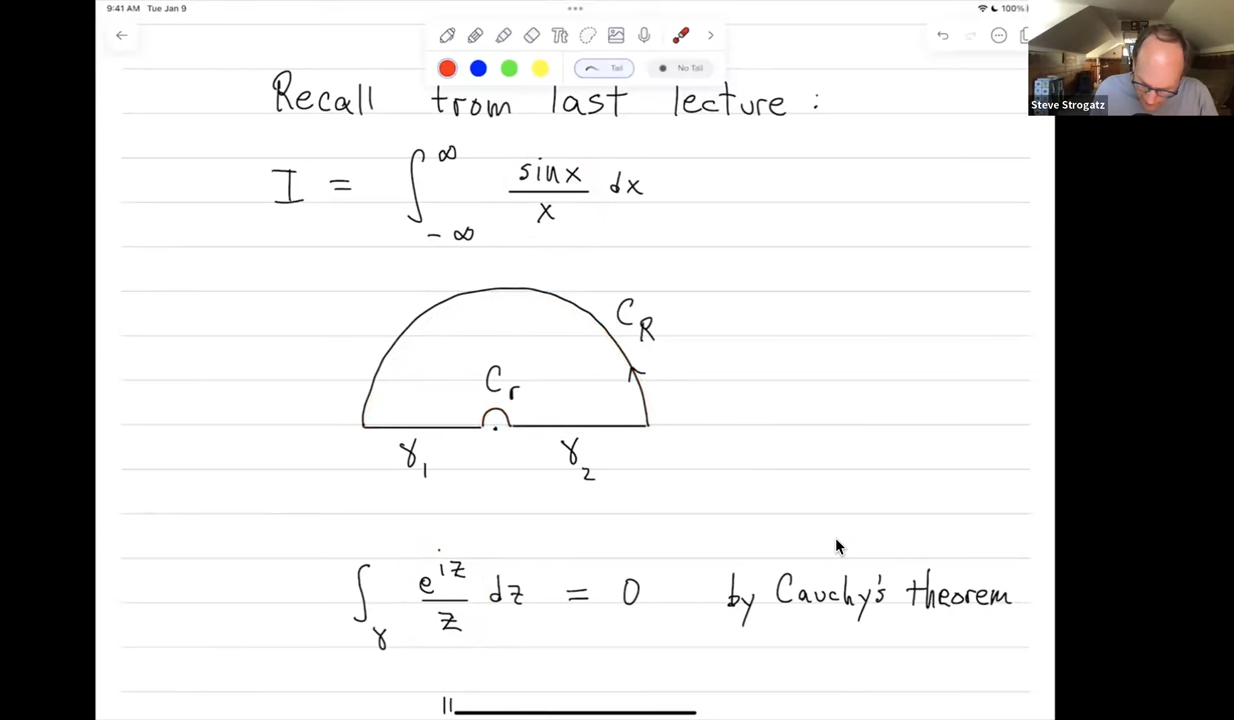 9:41 AM Tue Jan 9
100%
Tail
No Tail
Steve Strogatz
Recall from last lecture :
I = ∫_{-∞}^{∞} sin x / x dx
C_R
C_r
γ_1 γ_2
∫_γ e^{iz} / z dz = 0 by Cauchy's theorem